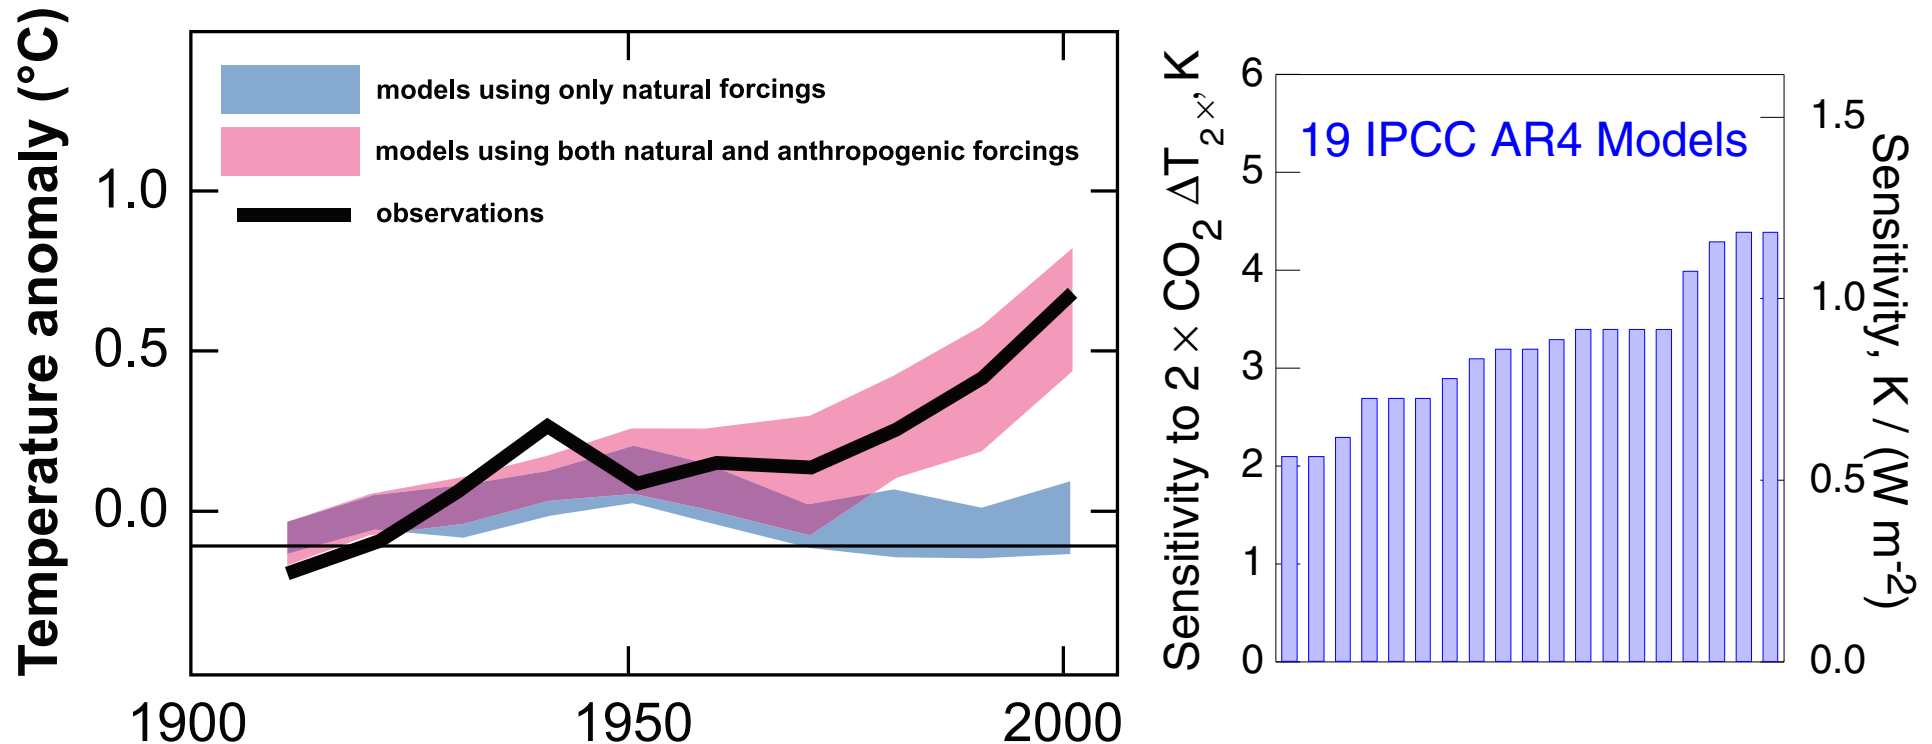 Temperature anomaly (°C)
models using only natural forcings
models using both natural and anthropogenic forcings
observations
1.0
0.5
0.0
1900
1950
2000
Sensitivity to 2 × CO2 ΔT2×, K
6
5
4
3
2
1
0
19 IPCC AR4 Models
1.5
1.0
0.5
0.0
Sensitivity, K / (W m-2)